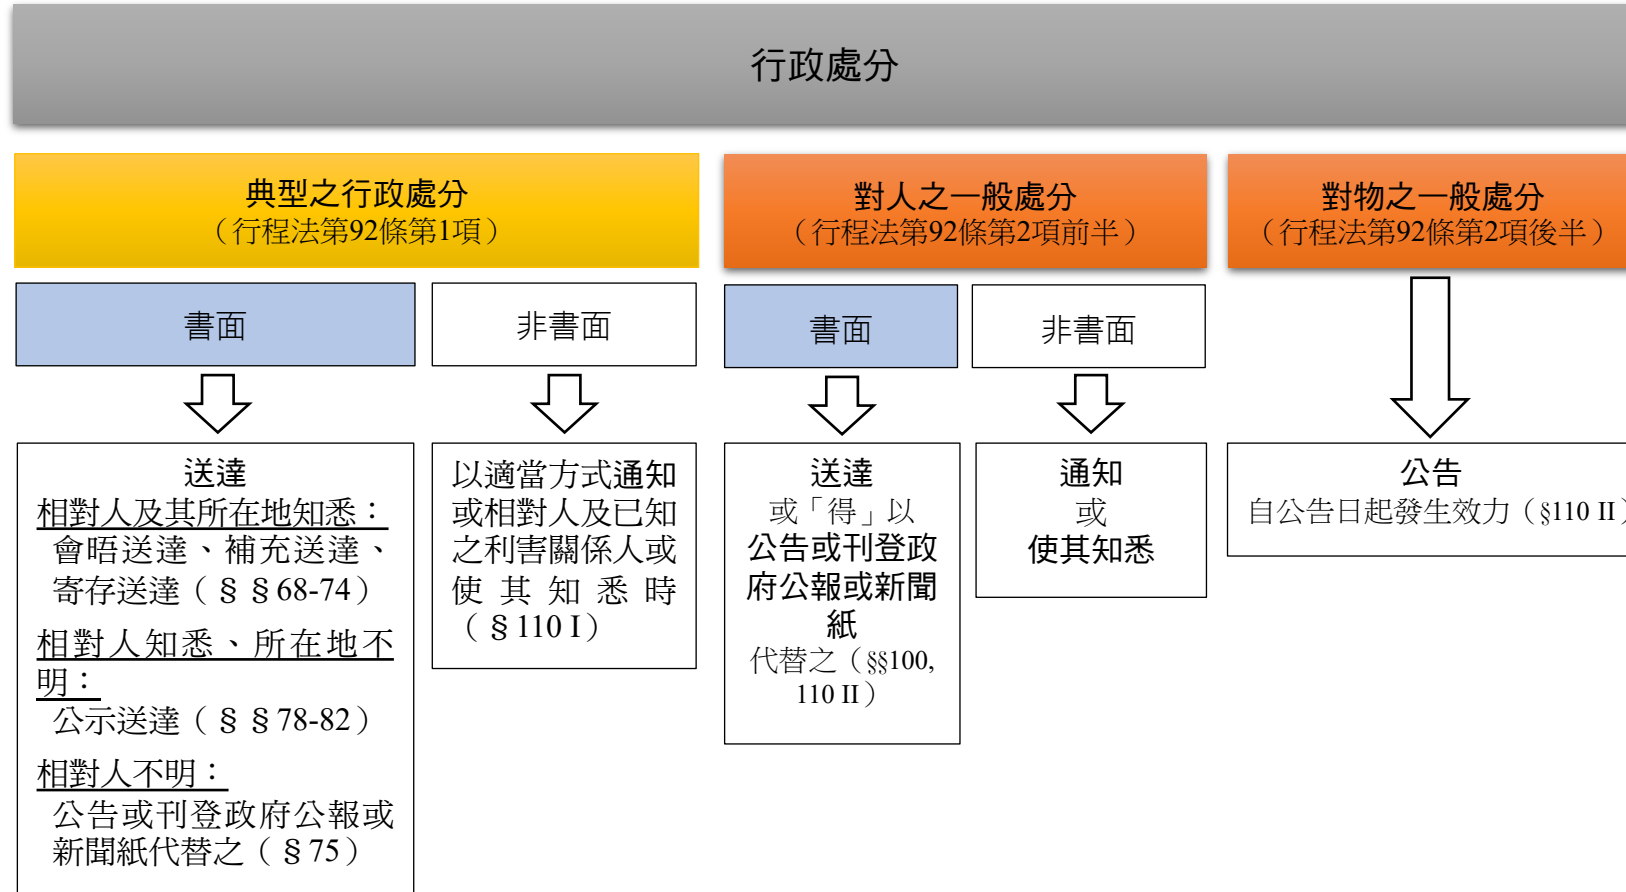 行政處分
典型之行政處分
（行程法第92條第1項）
對人之一般處分
（行程法第92條第2項前半）
對物之一般處分
（行程法第92條第2項後半）
書面
非書面
書面
非書面
送達
相對人及其所在地知悉：
會晤送達、補充送達、
寄存送達（§§68-74）
相對人知悉、所在地不
明：
公示送達（§§78-82）
相對人不明：
公告或刊登政府公報或
新聞紙代替之（§75）
以適當方式通知
或相對人及已知
之利害關係人或
使其知悉時
（§110 I）
送達
或「得」以
公告或刊登政
府公報或新聞
紙
代替之（§§100,
110 II）
通知
或
使其知悉
公告
自公告日起發生效力（§110 II）